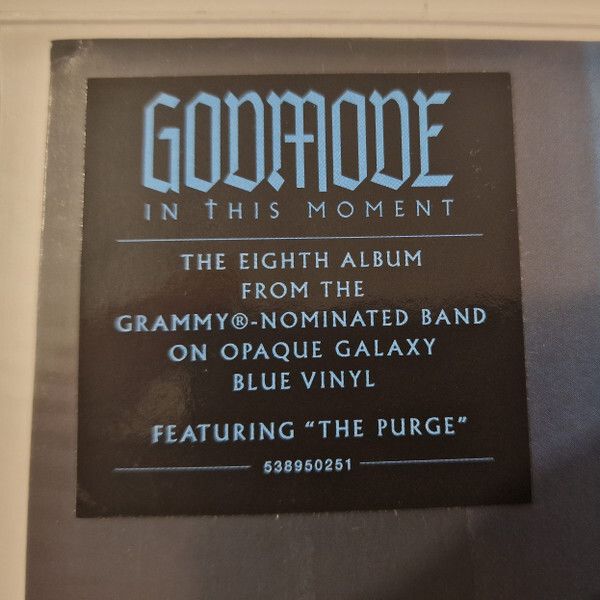 GODMODE
IN THIS MOMENT
THE EIGHTH ALBUM
FROM THE
GRAMMY®-NOMINATED BAND
ON OPAQUE GALAXY
BLUE VINYL
FEATURING “THE PURGE”
538950251